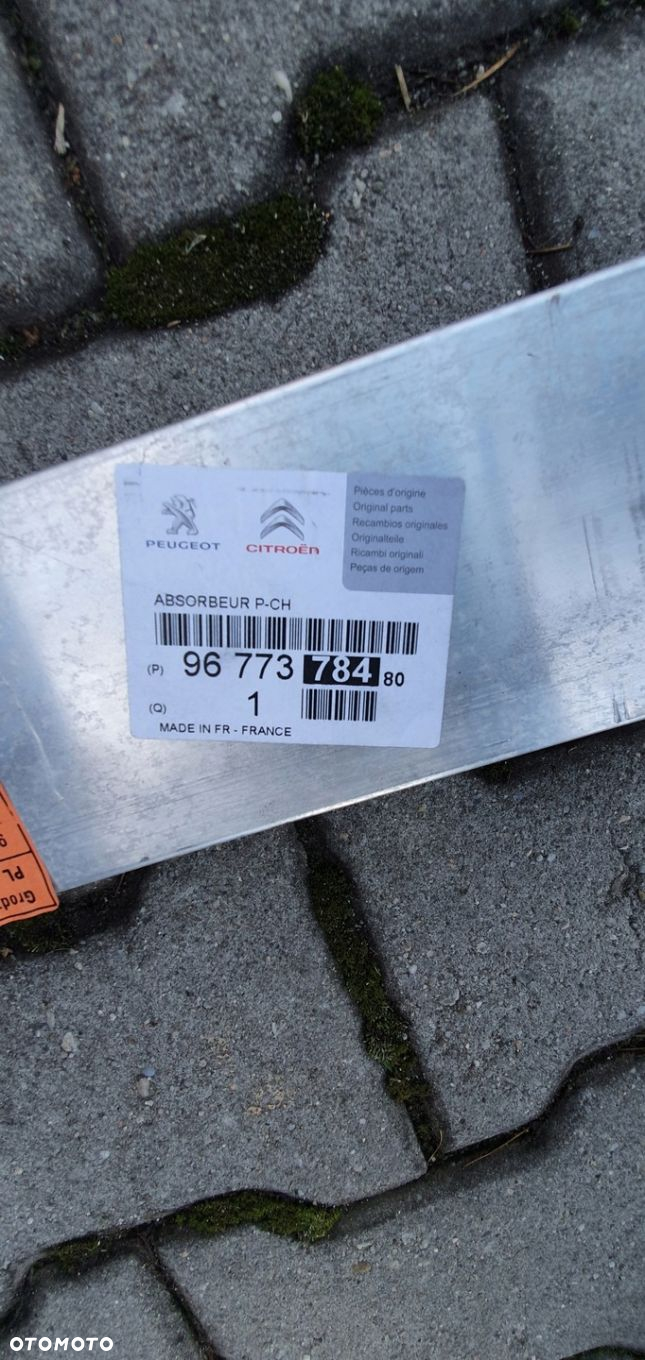 PEUGEOT
CITROËN
Pièces d'origine
Original parts
Recambios originales
Originalteile
Ricambi originali
Peças de origem
ABSORBEUR P-CH
(P) 96 773 784 80
(Q) 1
MADE IN FR - FRANCE
PL
OTOMOTO